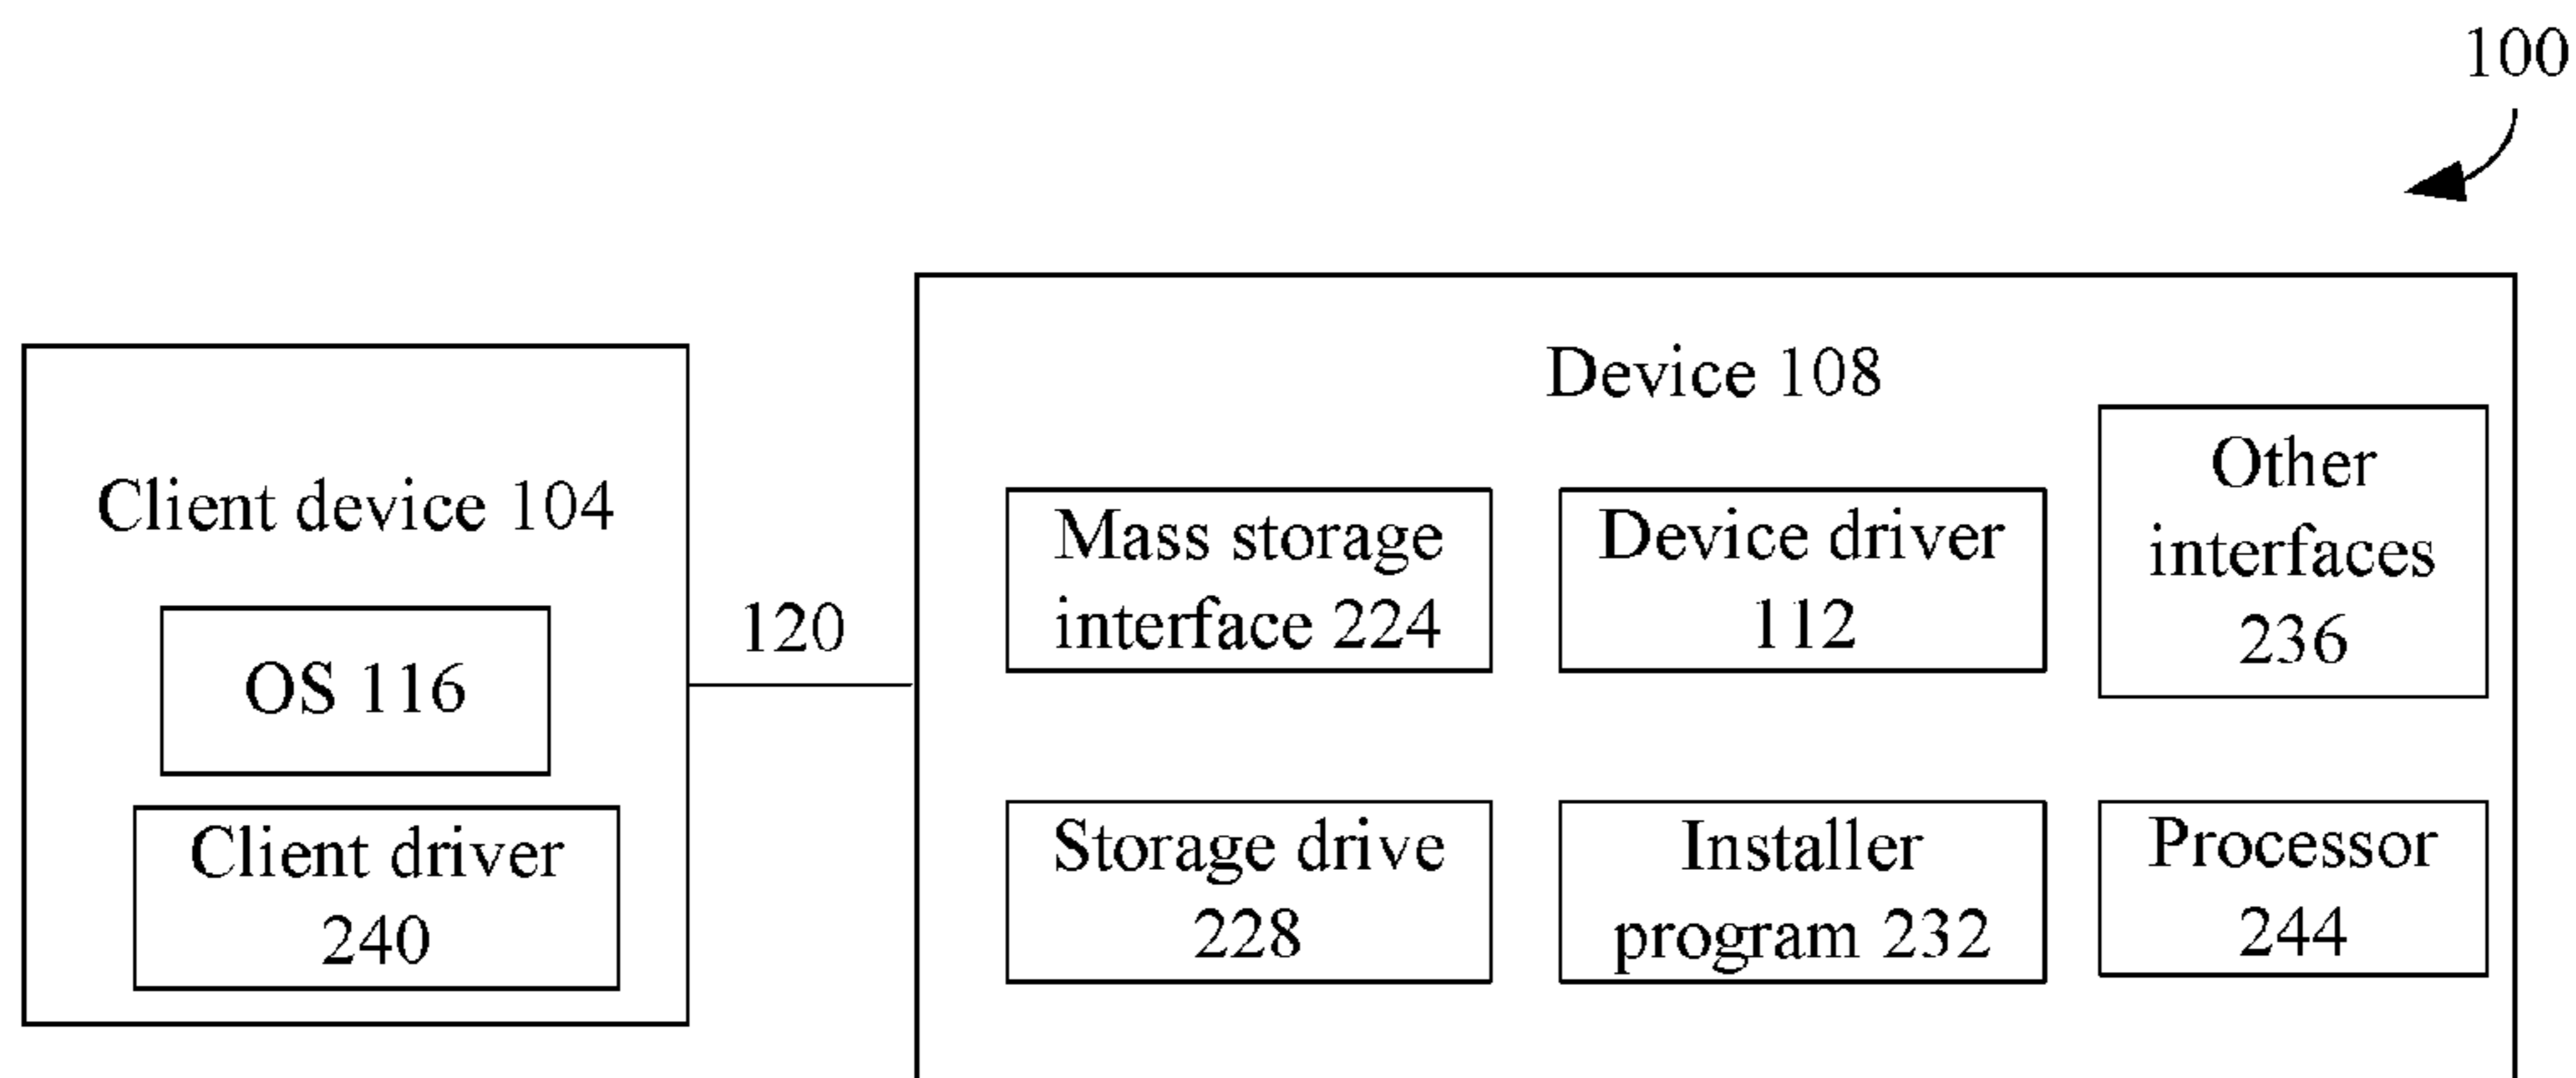 100
Client device 104
OS 116
Client driver
240
120
Device 108
Mass storage
interface 224
Device driver
112
Other
interfaces
236
Storage drive
228
Installer
program 232
Processor
244